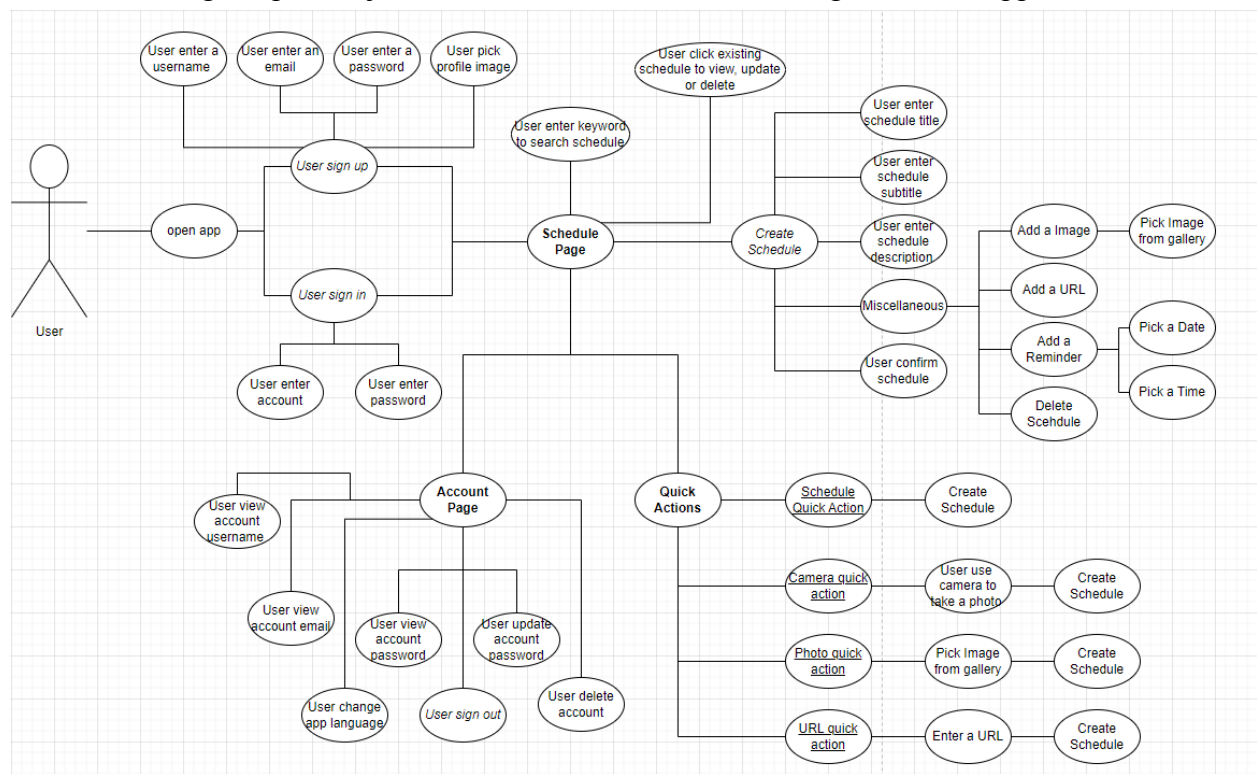 User enter a
username
User enter an
email
User enter a
password
User pick
profile image
User click existing
schedule to view, update
or delete
User enter keyword
to search schedule
User enter
schedule title
User sign up
User enter
schedule
subtitle
open app
Schedule
Page
Create
Schedule
User enter
schedule
description
Add a Image
Pick Image
from gallery
User sign in
Miscellaneous
Add a URL
User
Add a
Reminder
Pick a Date
User enter
account
User enter
password
User confirm
schedule
Pick a Time
Delete
Scehdule
Account
Page
Quick
Actions
Schedule
Quick Action
Create
Schedule
User view
account
username
Camera quick
action
User use
camera to
take a photo
Create
Schedule
User view
account email
User view
account
password
User update
account
password
Photo quick
action
Pick Image
from gallery
Create
Schedule
User change
app language
User sign out
User delete
account
URL quick
action
Enter a URL
Create
Schedule